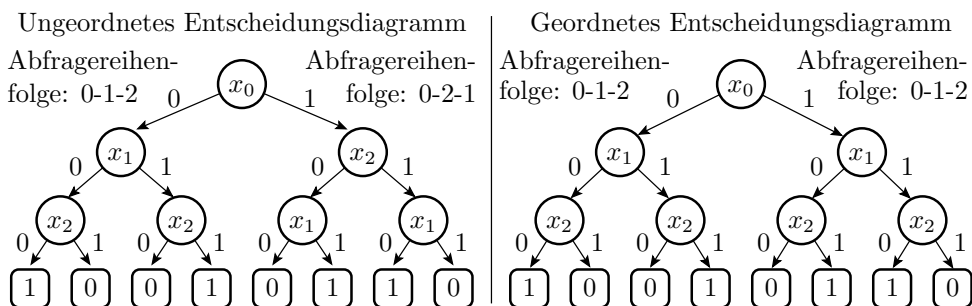 Ungeordnetes Entscheidungsdiagramm
Abfragereihen-
folge: 0-1-2
Abfragereihen-
folge: 0-2-1
x₀
0 1
x₁ x₂
0 1 0 1
x₂ x₂ x₁ x₁
0 1 0 1 0 1 0 1
1 0 0 1 0 1 1 0
Geordnetes Entscheidungsdiagramm
Abfragereihen-
folge: 0-1-2
Abfragereihen-
folge: 0-1-2
x₀
0 1
x₁ x₁
0 1 0 1
x₂ x₂ x₂ x₂
0 1 0 1 0 1 0 1
1 0 0 1 0 1 1 0